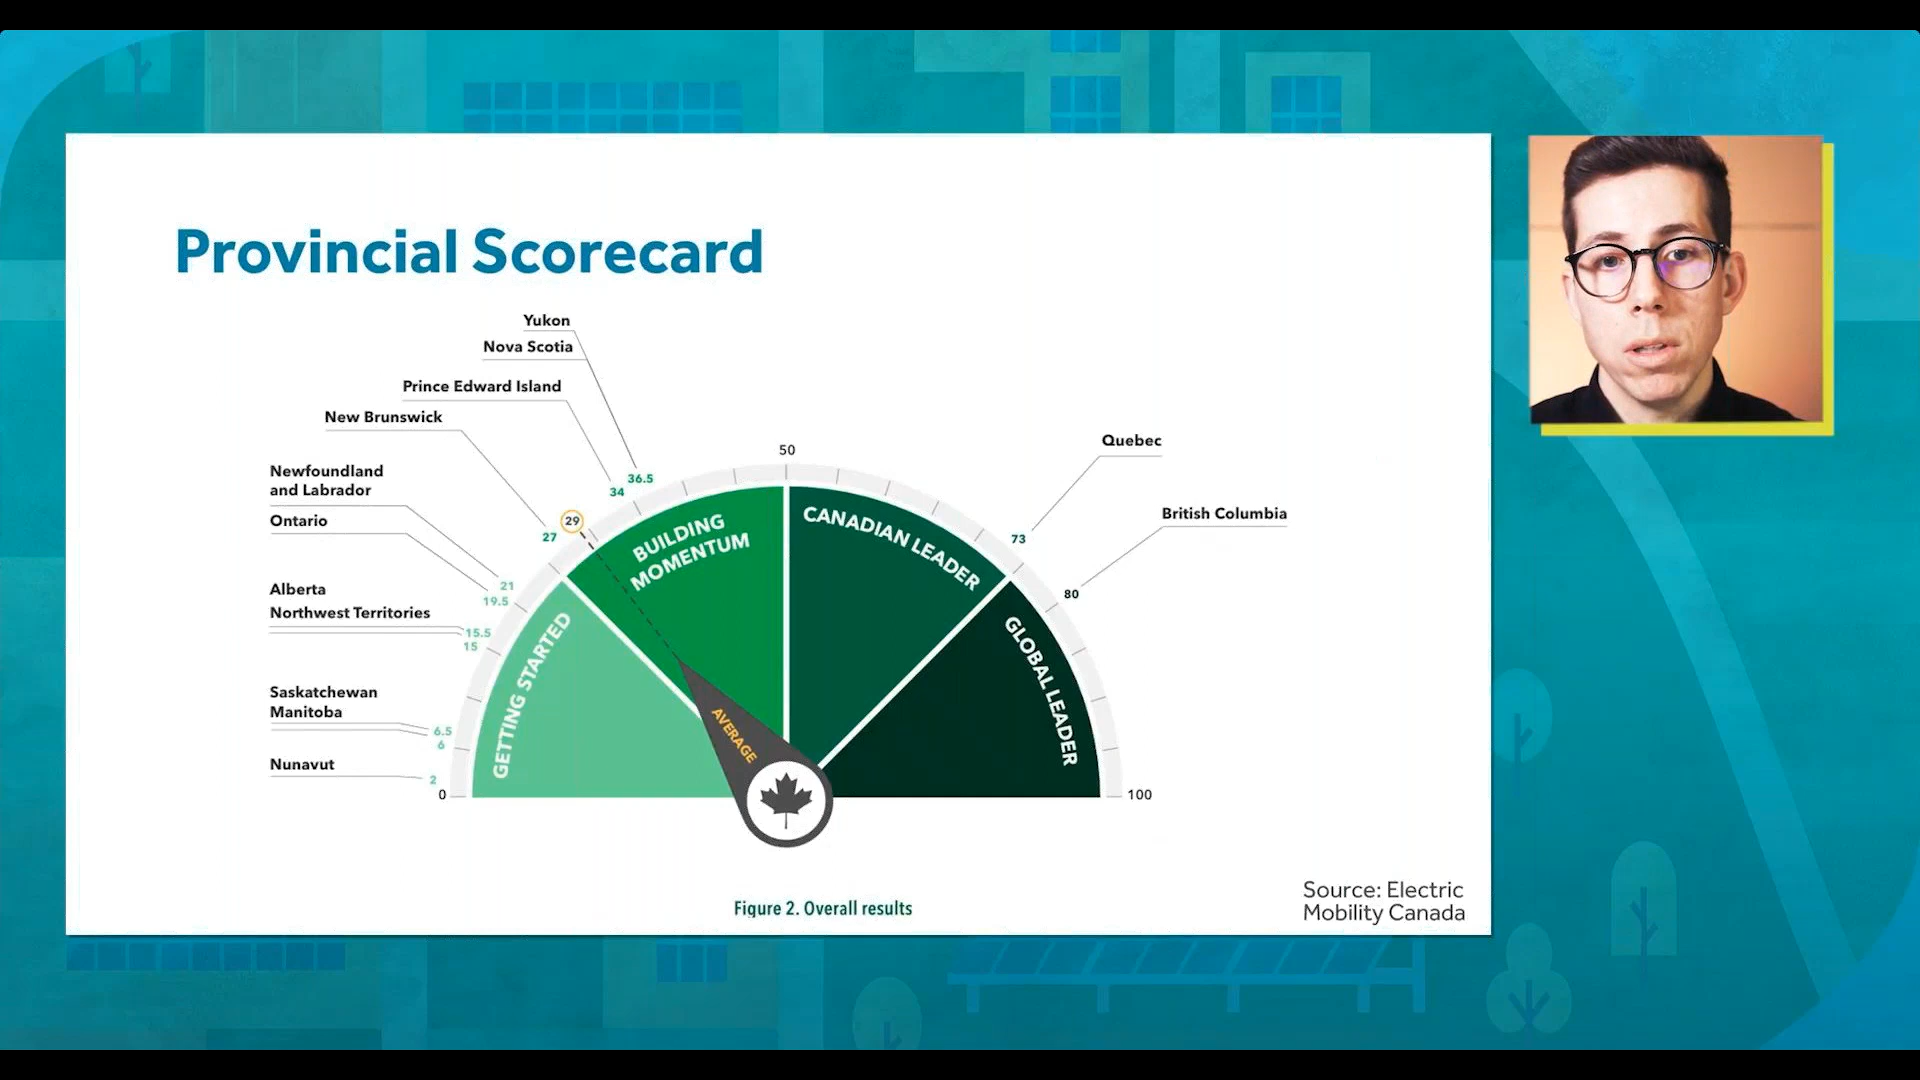 Provincial Scorecard
Yukon
Nova Scotia
Prince Edward Island
New Brunswick
Newfoundland
and Labrador
Ontario
Alberta
Northwest Territories
Saskatchewan
Manitoba
Nunavut
Quebec
British Columbia
0
2
6
6.5
15
15.5
19.5
21
27
29
34
36.5
50
73
80
100
GETTING STARTED
BUILDING
MOMENTUM
CANADIAN LEADER
GLOBAL LEADER
AVERAGE
Figure 2. Overall results
Source: Electric
Mobility Canada